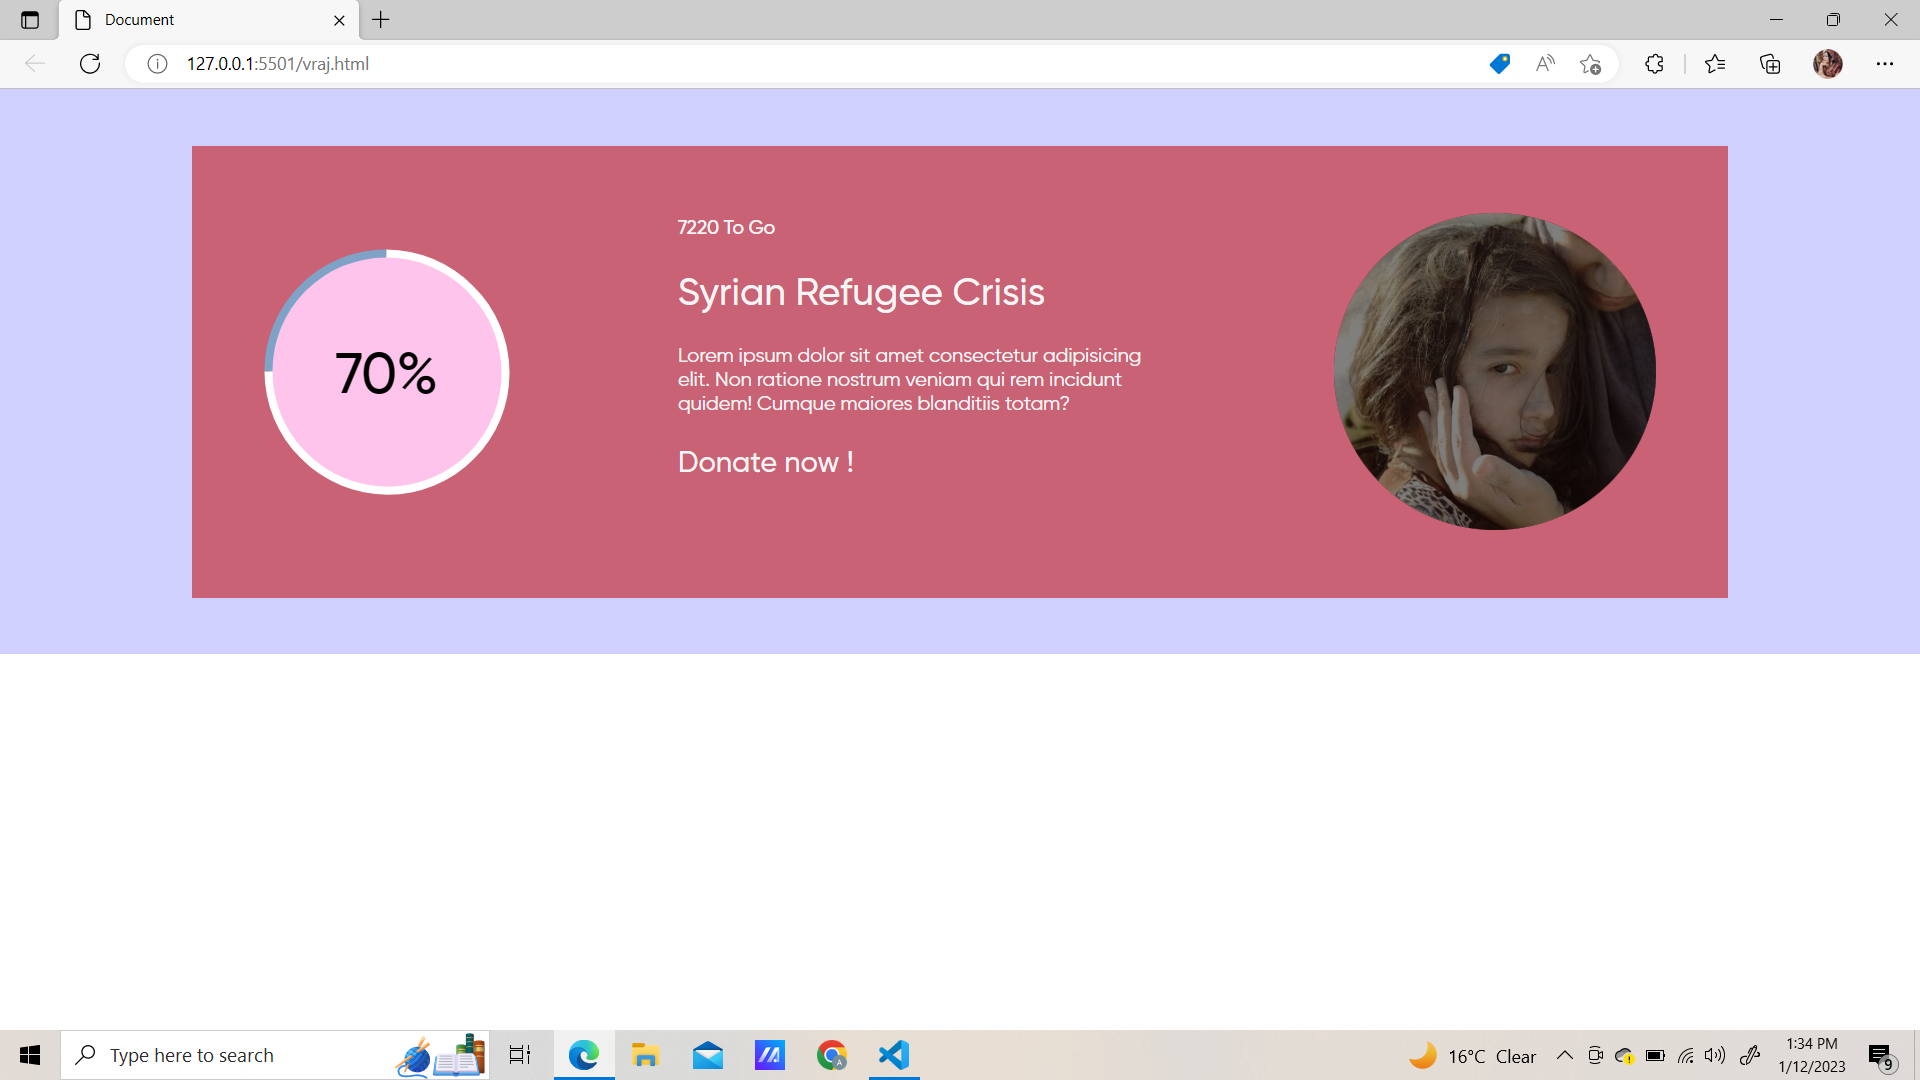 Document
127.0.0.1:5501/vraj.html
7220 To Go
Syrian Refugee Crisis
70%
Lorem ipsum dolor sit amet consectetur adipisicing
elit. Non ratione nostrum veniam qui rem incidunt
quidem! Cumque maiores blanditiis totam?
Donate now !
Type here to search
16°C Clear
1:34 PM
1/12/2023
9